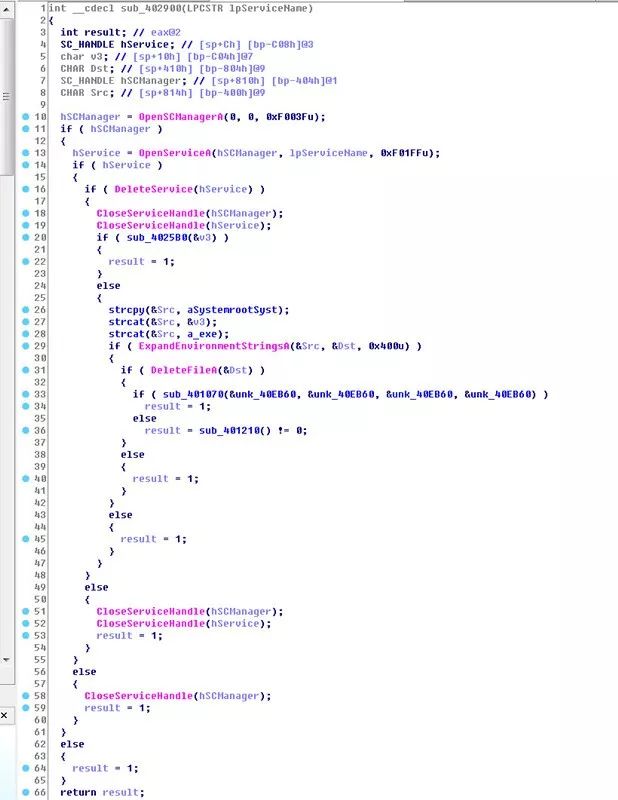 1 int __cdecl sub_402900(LPCSTR lpServiceName)
2 {
3 int result; // eax@2
4 SC_HANDLE hService; // [sp+Ch] [bp-C08h]@3
5 char v3; // [sp+10h] [bp-C04h]@7
6 CHAR Dst; // [sp+410h] [bp-804h]@9
7 SC_HANDLE hSCManager; // [sp+810h] [bp-404h]@1
8 CHAR Src; // [sp+814h] [bp-400h]@9
9
10 hSCManager = OpenSCManagerA(0, 0, 0xF003Fu);
11 if ( hSCManager )
12 {
13 hService = OpenServiceA(hSCManager, lpServiceName, 0xF01FFu);
14 if ( hService )
15 {
16 if ( DeleteService(hService) )
17 {
18 CloseServiceHandle(hSCManager);
19 CloseServiceHandle(hService);
20 if ( sub_4025B0(&v3) )
21 {
22 result = 1;
23 }
24 else
25 {
26 strcpy(&Src, aSystemrootSyst);
27 strcat(&Src, &v3);
28 strcat(&Src, a_exe);
29 if ( ExpandEnvironmentStringsA(&Src, &Dst, 0x400u) )
30 {
31 if ( DeleteFileA(&Dst) )
32 {
33 if ( sub_401070(&unk_40EB60, &unk_40EB60, &unk_40EB60, &unk_40EB60) )
34 result = 1;
35 else
36 result = sub_401210() != 0;
37 }
38 else
39 {
40 result = 1;
41 }
42 }
43 else
44 {
45 result = 1;
46 }
47 }
48 }
49 else
50 {
51 CloseServiceHandle(hSCManager);
52 CloseServiceHandle(hService);
53 result = 1;
54 }
55 }
56 else
57 {
58 CloseServiceHandle(hSCManager);
59 result = 1;
60 }
61 }
62 else
63 {
64 result = 1;
65 }
66 return result;